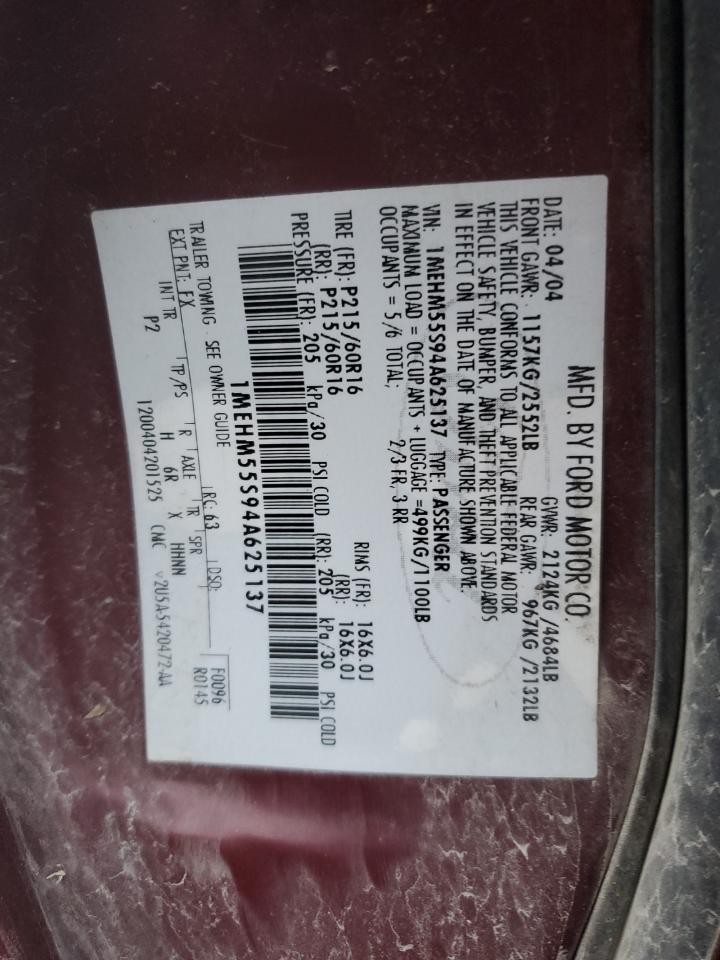 MFD. BY FORD MOTOR CO.
DATE: 04/04 GVWR: 2124KG/4684LB
FRONT GAWR: 1157KG/2552LB REAR GAWR: 967KG/2132LB
THIS VEHICLE CONFORMS TO ALL APPLICABLE FEDERAL MOTOR
VEHICLE SAFETY, BUMPER, AND THEFT PREVENTION STANDARDS
IN EFFECT ON THE DATE OF MANUFACTURE SHOWN ABOVE.
VIN: 1MEHM55S94A625137 TYPE: PASSENGER
MAXIMUM LOAD = OCCUPANTS + LUGGAGE =499KG/1100LB
OCCUPANTS = 5/6 TOTAL; 2/3 FR, 3 RR
TIRE (FR): P215/60R16 RIMS (FR): 16X6.0J
(RR): P215/60R16 (RR): 16X6.0J
PRESSURE (FR): 205 kPa/30 PSI COLD (RR): 205 kPa/30 PSI COLD
1MEHM55S94A625137
TRAILER TOWING - SEE OWNER GUIDE
EXT PNT: FX RC: 63 DSO: F0096
R0145
INT TR TP/PS R AXLE TR SPR
P2 H 6R X HHNN
1200404201525 CMC v2U5A-5420472-AA